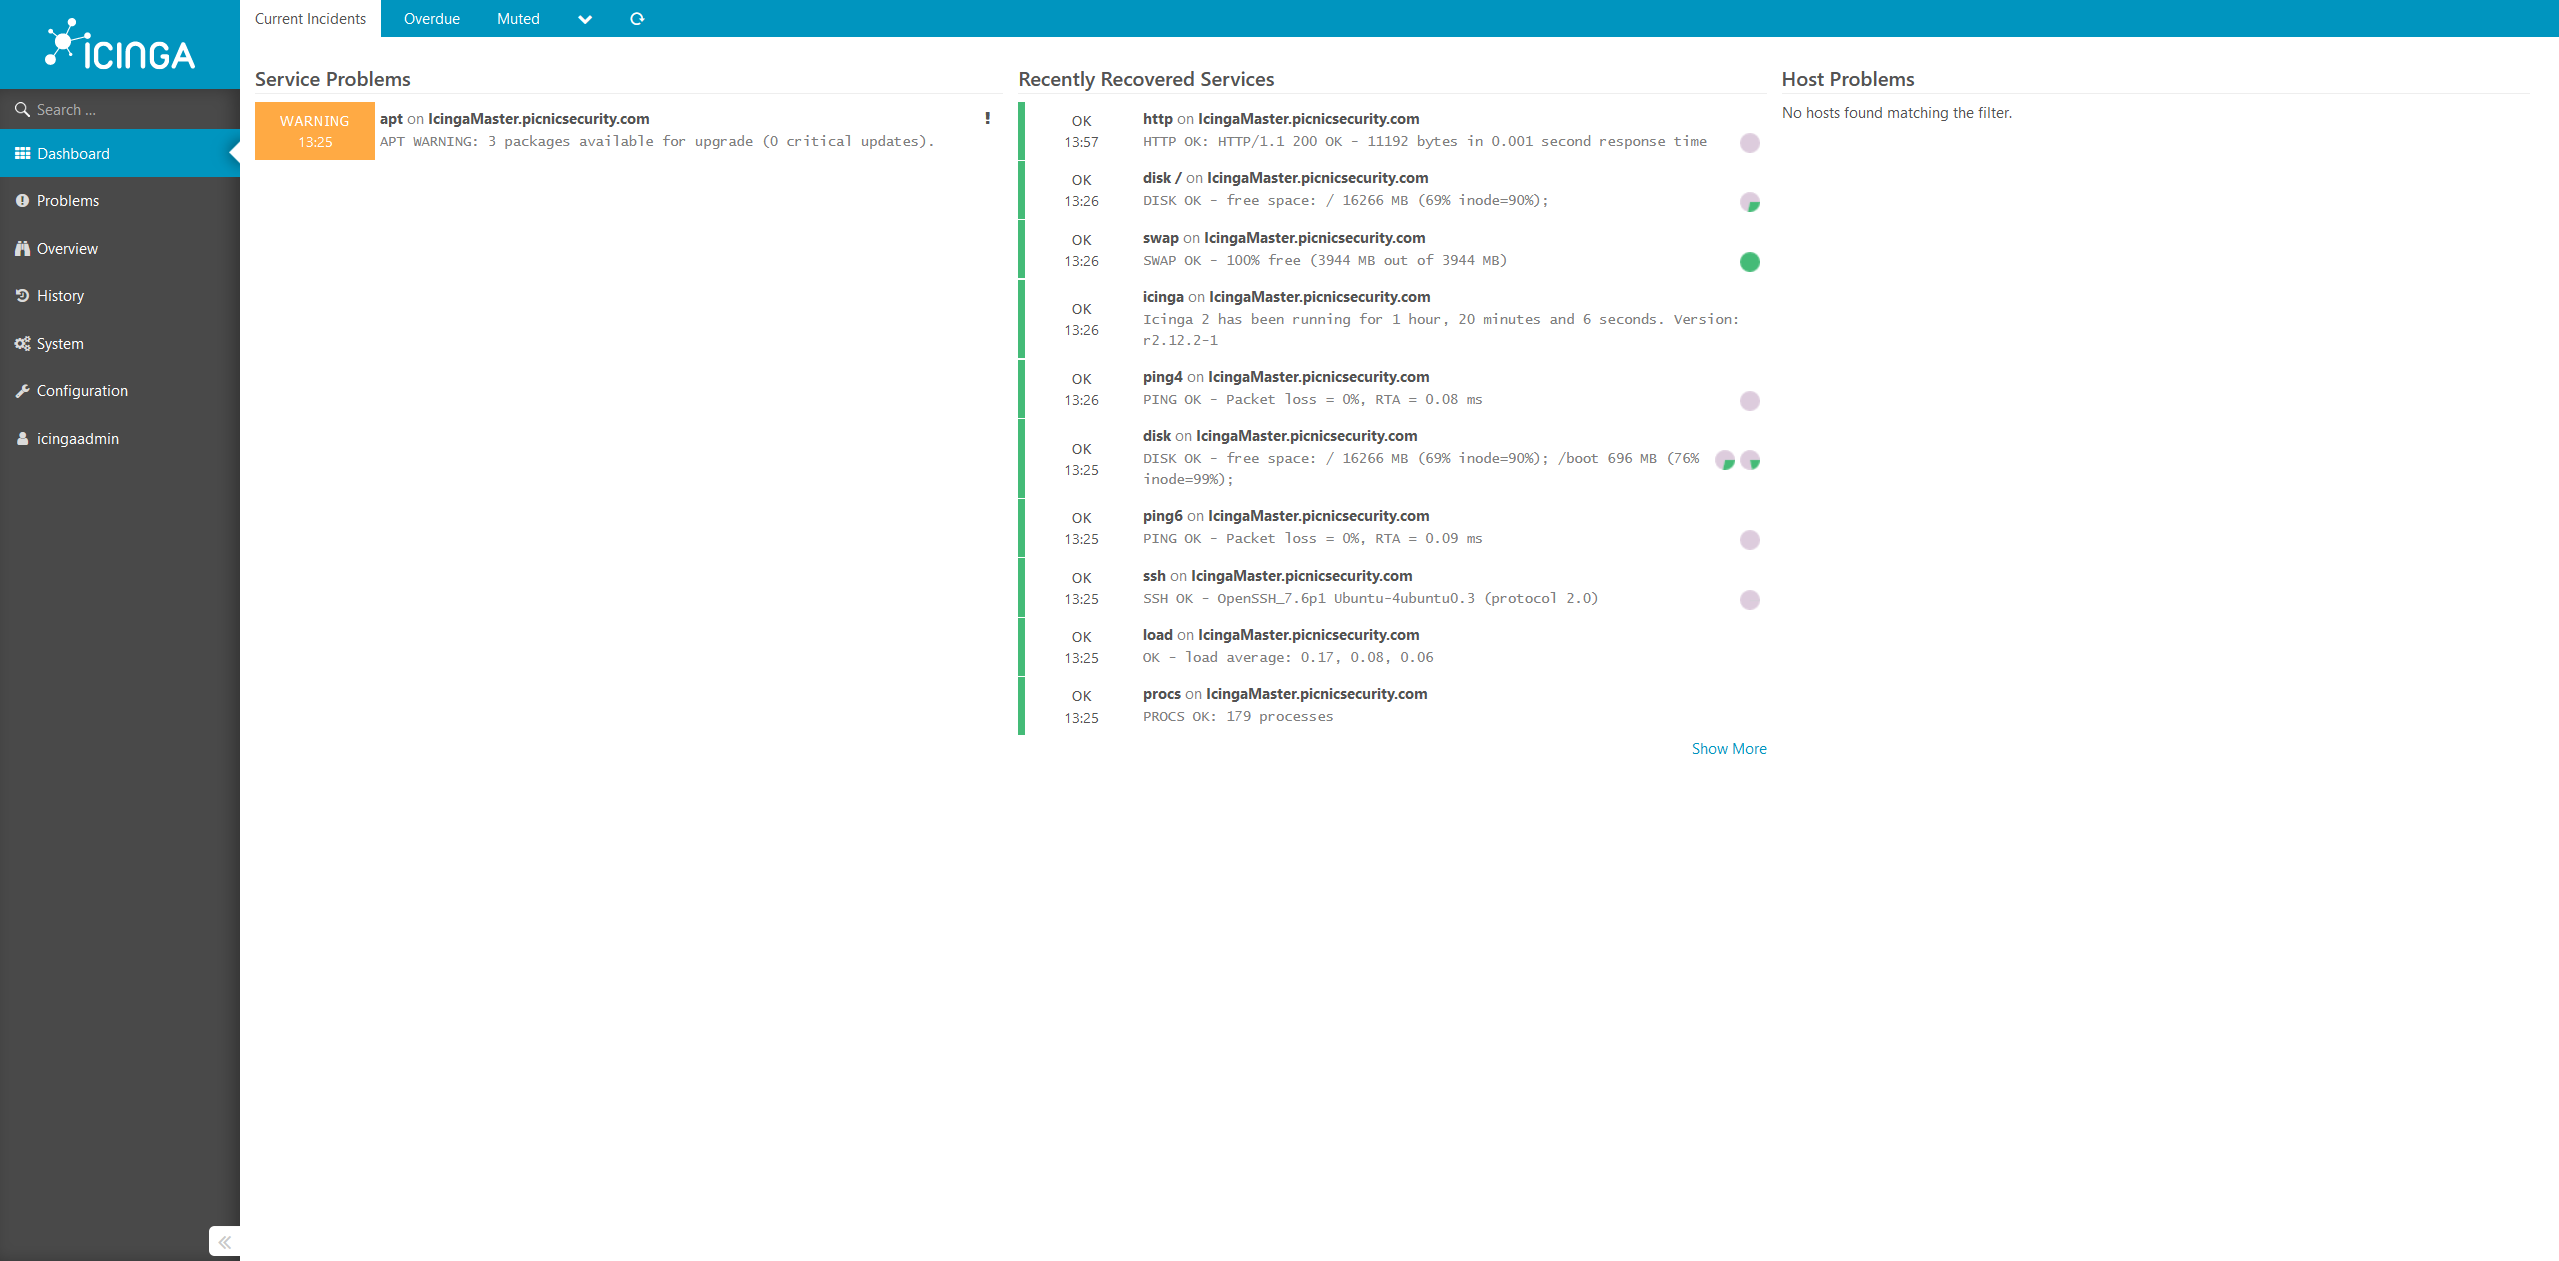 ICINGA
Search ...
Dashboard
Problems
Overview
History
System
Configuration
icingaadmin
Current Incidents Overdue Muted
Service Problems
WARNING
13:25
apt on IcingaMaster.picnicsecurity.com
APT WARNING: 3 packages available for upgrade (0 critical updates).
Recently Recovered Services
OK
13:57
http on IcingaMaster.picnicsecurity.com
HTTP OK: HTTP/1.1 200 OK - 11192 bytes in 0.001 second response time
OK
13:26
disk / on IcingaMaster.picnicsecurity.com
DISK OK - free space: / 16266 MB (69% inode=90%);
OK
13:26
swap on IcingaMaster.picnicsecurity.com
SWAP OK - 100% free (3944 MB out of 3944 MB)
OK
13:26
icinga on IcingaMaster.picnicsecurity.com
Icinga 2 has been running for 1 hour, 20 minutes and 6 seconds. Version:
r2.12.2-1
OK
13:26
ping4 on IcingaMaster.picnicsecurity.com
PING OK - Packet loss = 0%, RTA = 0.08 ms
OK
13:25
disk on IcingaMaster.picnicsecurity.com
DISK OK - free space: / 16266 MB (69% inode=90%); /boot 696 MB (76%
inode=99%);
OK
13:25
ping6 on IcingaMaster.picnicsecurity.com
PING OK - Packet loss = 0%, RTA = 0.09 ms
OK
13:25
ssh on IcingaMaster.picnicsecurity.com
SSH OK - OpenSSH_7.6p1 Ubuntu-4ubuntu0.3 (protocol 2.0)
OK
13:25
load on IcingaMaster.picnicsecurity.com
OK - load average: 0.17, 0.08, 0.06
OK
13:25
procs on IcingaMaster.picnicsecurity.com
PROCS OK: 179 processes
Show More
Host Problems
No hosts found matching the filter.